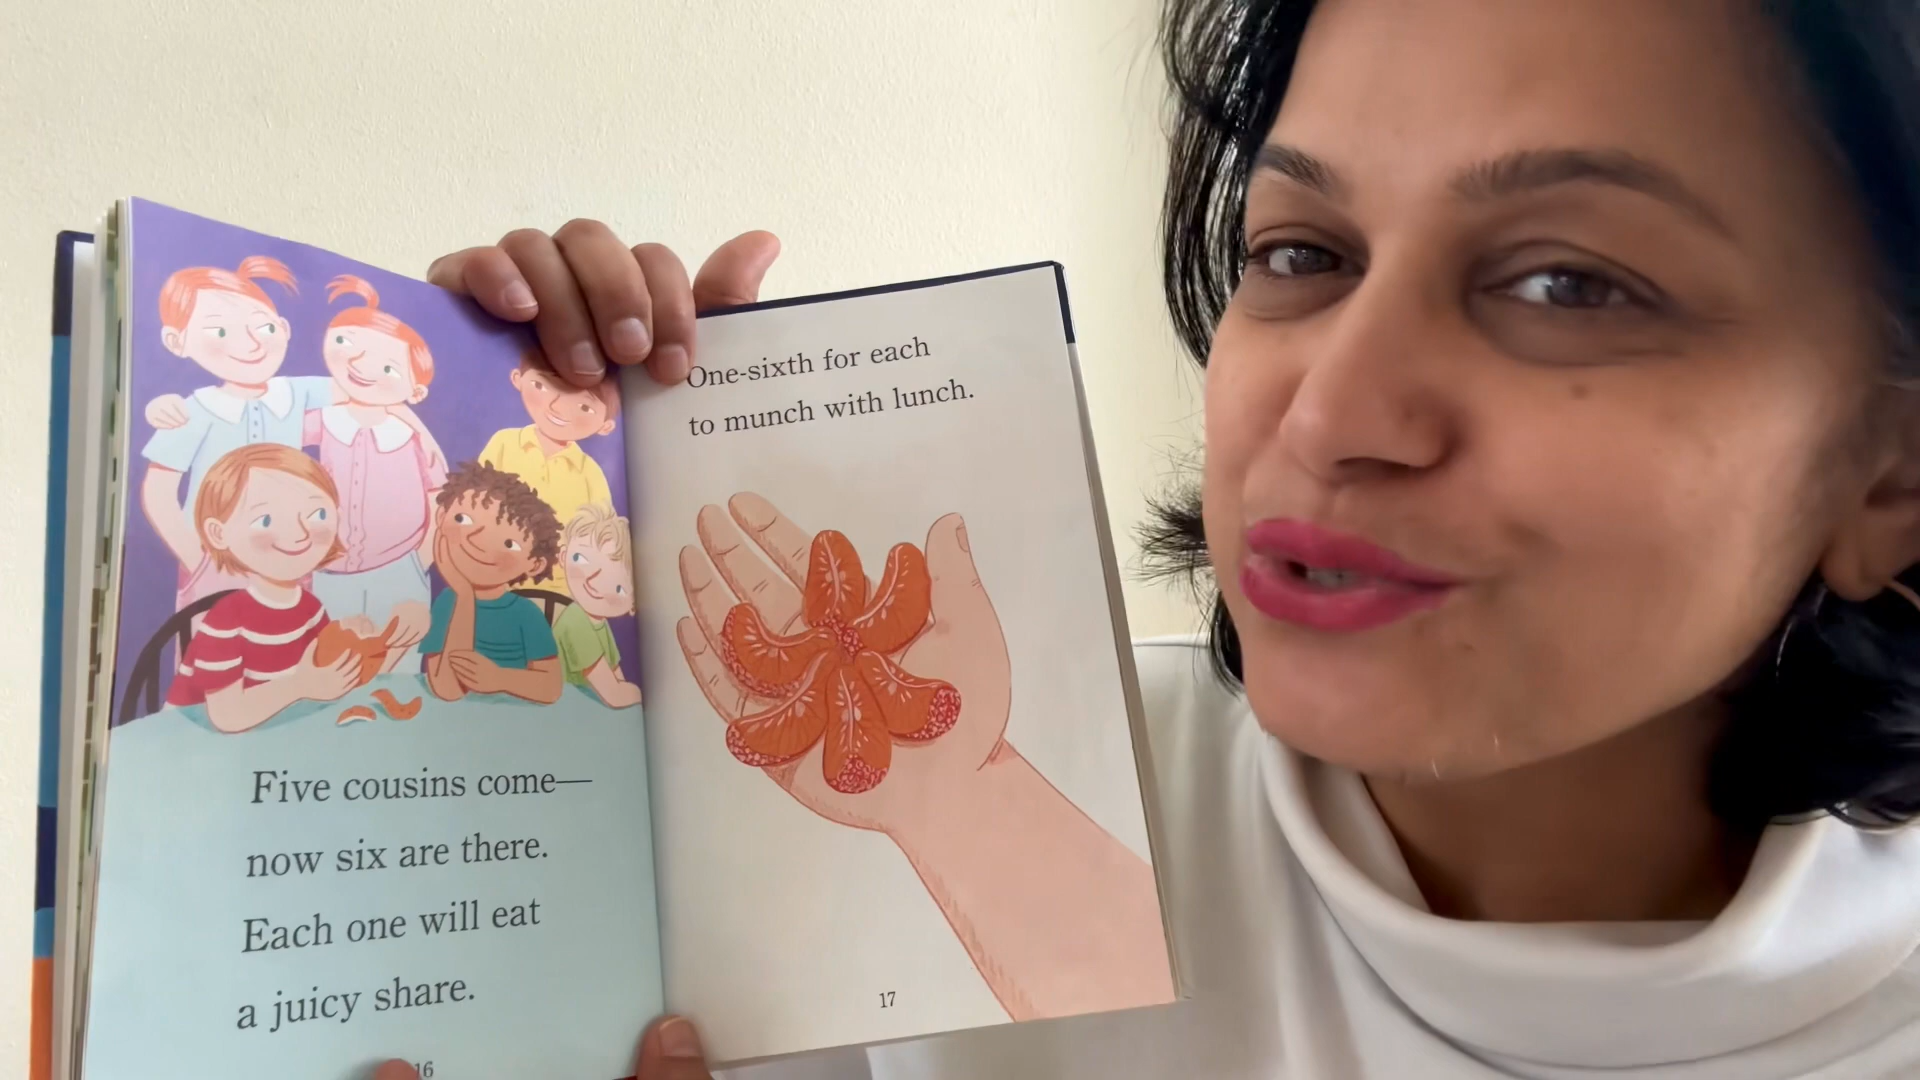 Five cousins come—
now six are there.
Each one will eat
a juicy share.
16
One-sixth for each
to munch with lunch.
17